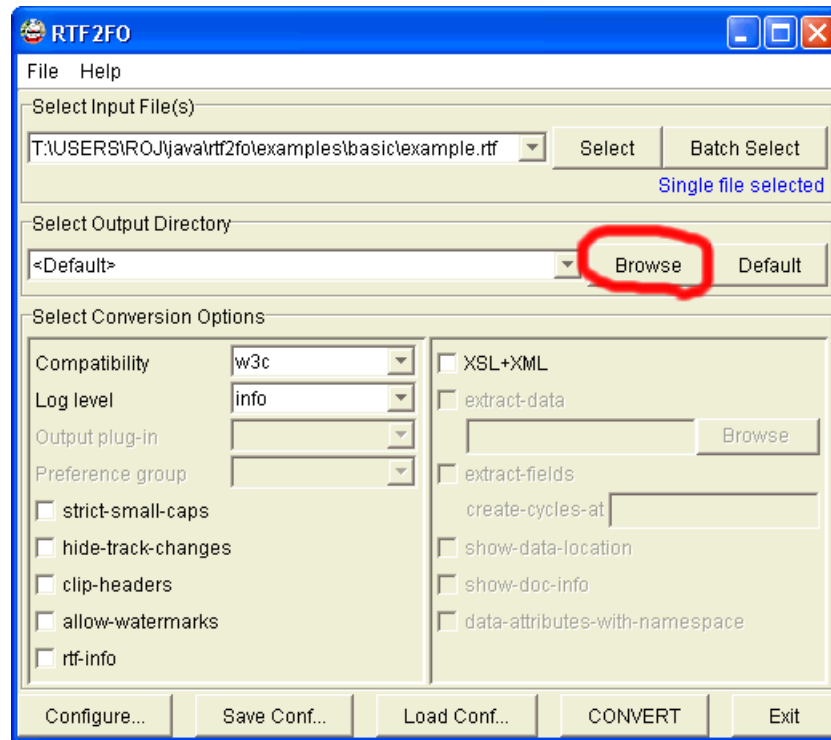 RTF2FO
File Help
Select Input File(s)
T:\USERS\ROJ\java\rtf2fo\examples\basic\example.rtf Select Batch Select
Single file selected
Select Output Directory
<Default> Browse Default
Select Conversion Options
Compatibility w3c
Log level info
Output plug-in
Preference group
strict-small-caps
hide-track-changes
clip-headers
allow-watermarks
rtf-info
XSL+XML
extract-data
Browse
extract-fields
create-cycles-at
show-data-location
show-doc-info
data-attributes-with-namespace
Configure... Save Conf... Load Conf... CONVERT Exit